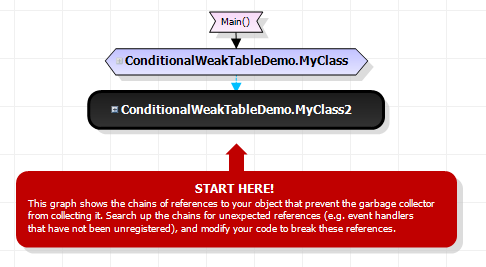 Main()
ConditionalWeakTableDemo.MyClass
ConditionalWeakTableDemo.MyClass2
START HERE!
This graph shows the chains of references to your object that prevent the garbage collector
from collecting it. Search up the chains for unexpected references (e.g. event handlers
that have not been unregistered), and modify your code to break these references.